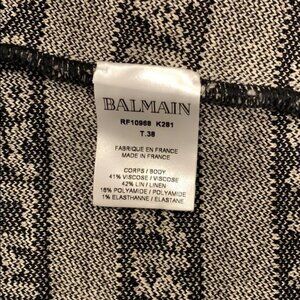 BALMAIN
RF10968 K281
T.38
FABRIQUE EN FRANCE
MADE IN FRANCE
CORPS / BODY
41% VISCOSE / VISCOSE
42% LIN / LINEN
16% POLYAMIDE / POLYAMIDE
1% ELASTHANNE / ELASTANE